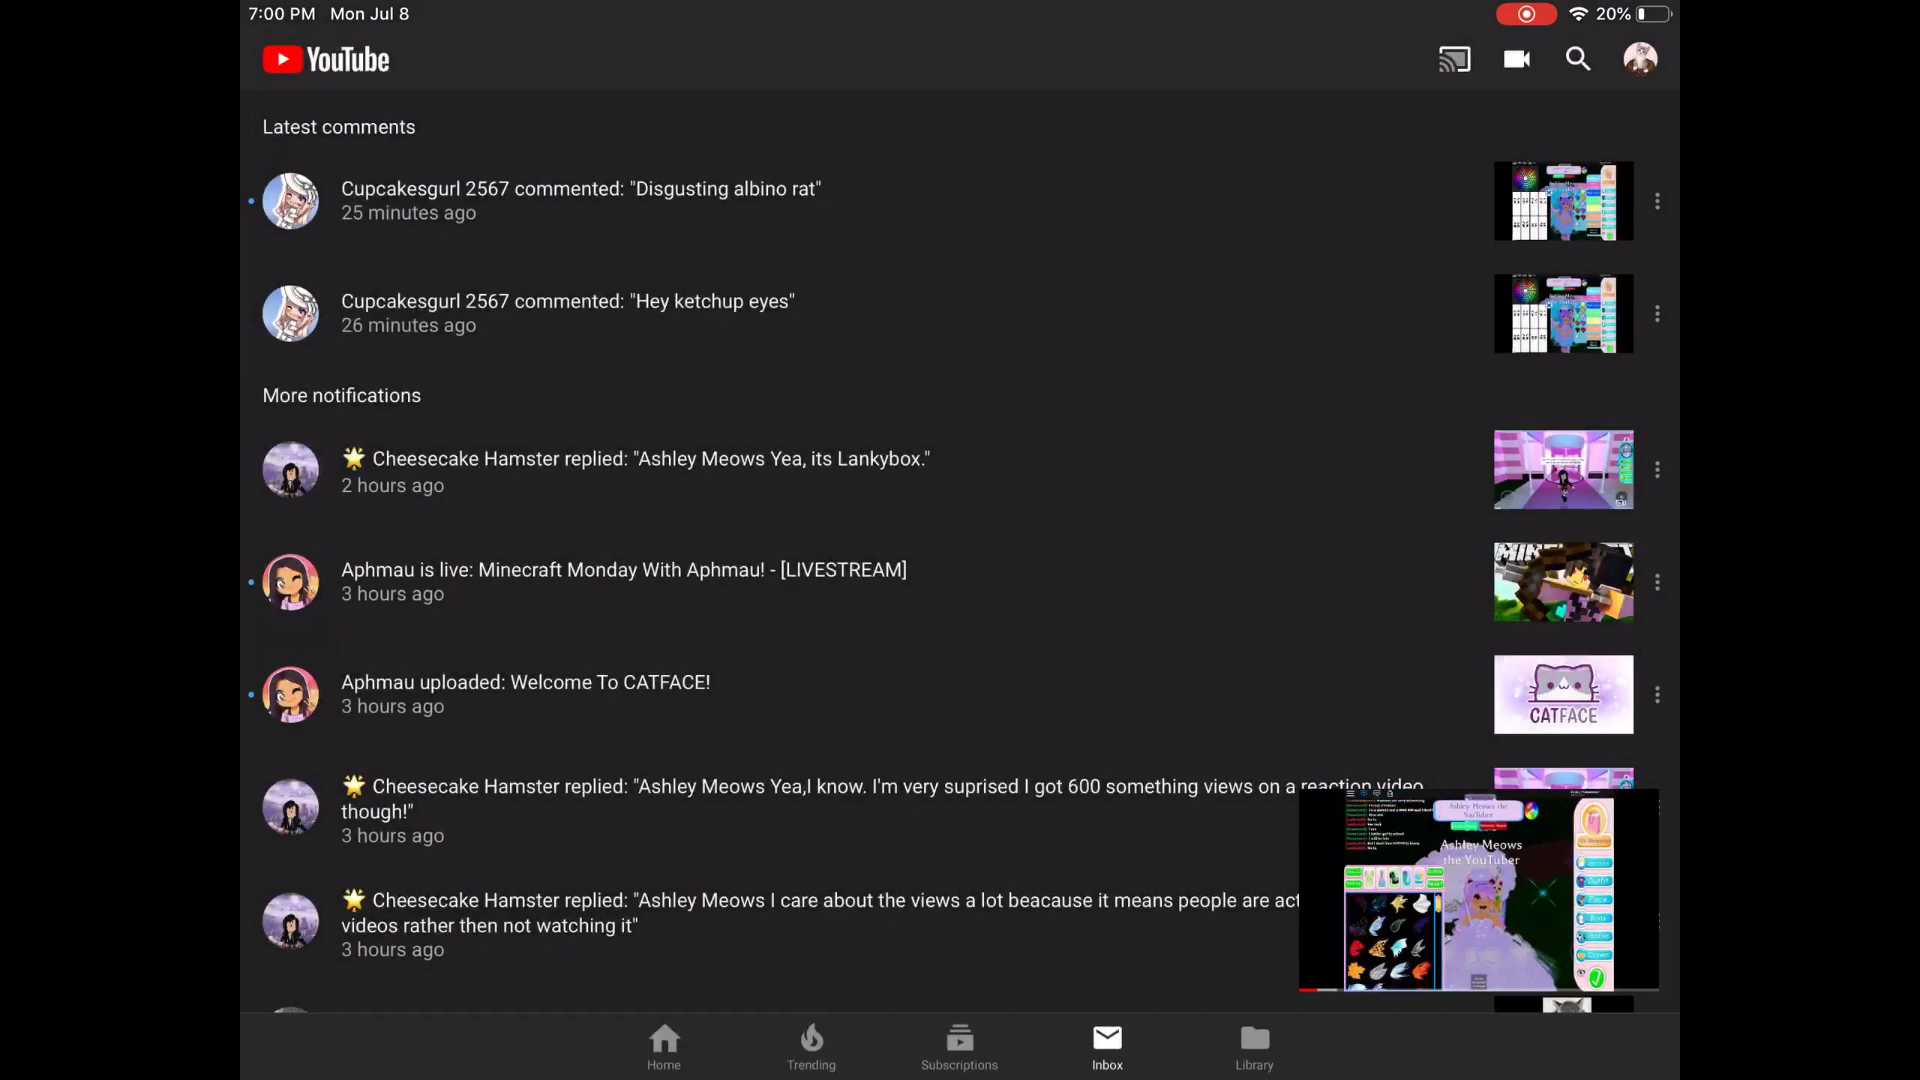 7:00 PM Mon Jul 8
20%
YouTube
Latest comments
Cupcakesgurl 2567 commented: "Disgusting albino rat"
25 minutes ago
Cupcakesgurl 2567 commented: "Hey ketchup eyes"
26 minutes ago
More notifications
🌟 Cheesecake Hamster replied: "Ashley Meows Yea, its Lankybox."
2 hours ago
Aphmau is live: Minecraft Monday With Aphmau! - [LIVESTREAM]
3 hours ago
Aphmau uploaded: Welcome To CATFACE!
3 hours ago
CATFACE
🌟 Cheesecake Hamster replied: "Ashley Meows Yea,I know. I'm very suprised I got 600 something views on a reaction video
though!"
3 hours ago
🌟 Cheesecake Hamster replied: "Ashley Meows I care about the views a lot beacause it means people are act
videos rather then not watching it"
3 hours ago
Ashley Meows the
YouTuber
Ashley Meows
the YouTuber
Home
Trending
Subscriptions
Inbox
Library